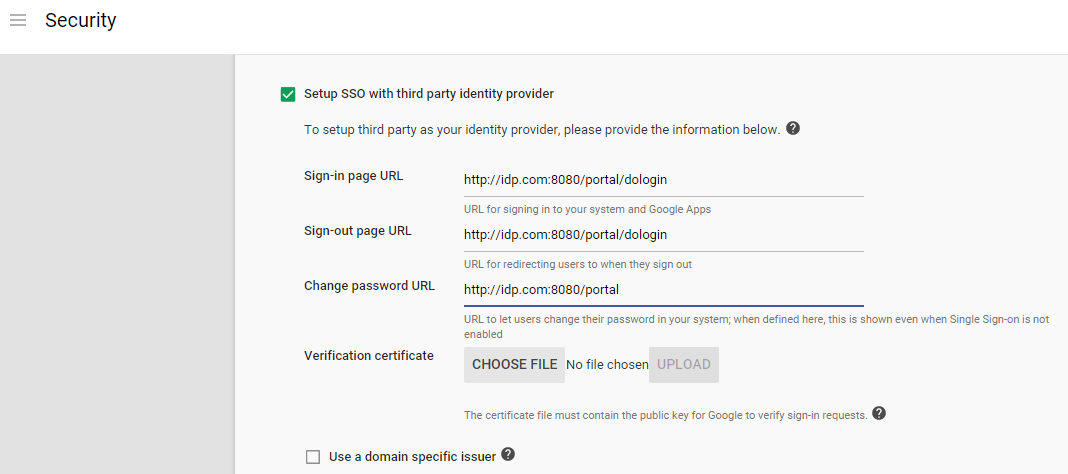 Security
Setup SSO with third party identity provider
To setup third party as your identity provider, please provide the information below. ?
Sign-in page URL
http://idp.com:8080/portal/dologin
URL for signing in to your system and Google Apps
Sign-out page URL
http://idp.com:8080/portal/dologin
URL for redirecting users to when they sign out
Change password URL
http://idp.com:8080/portal
URL to let users change their password in your system; when defined here, this is shown even when Single Sign-on is not
enabled
Verification certificate
CHOOSE FILE No file chosen UPLOAD
The certificate file must contain the public key for Google to verify sign-in requests. ?
Use a domain specific issuer ?